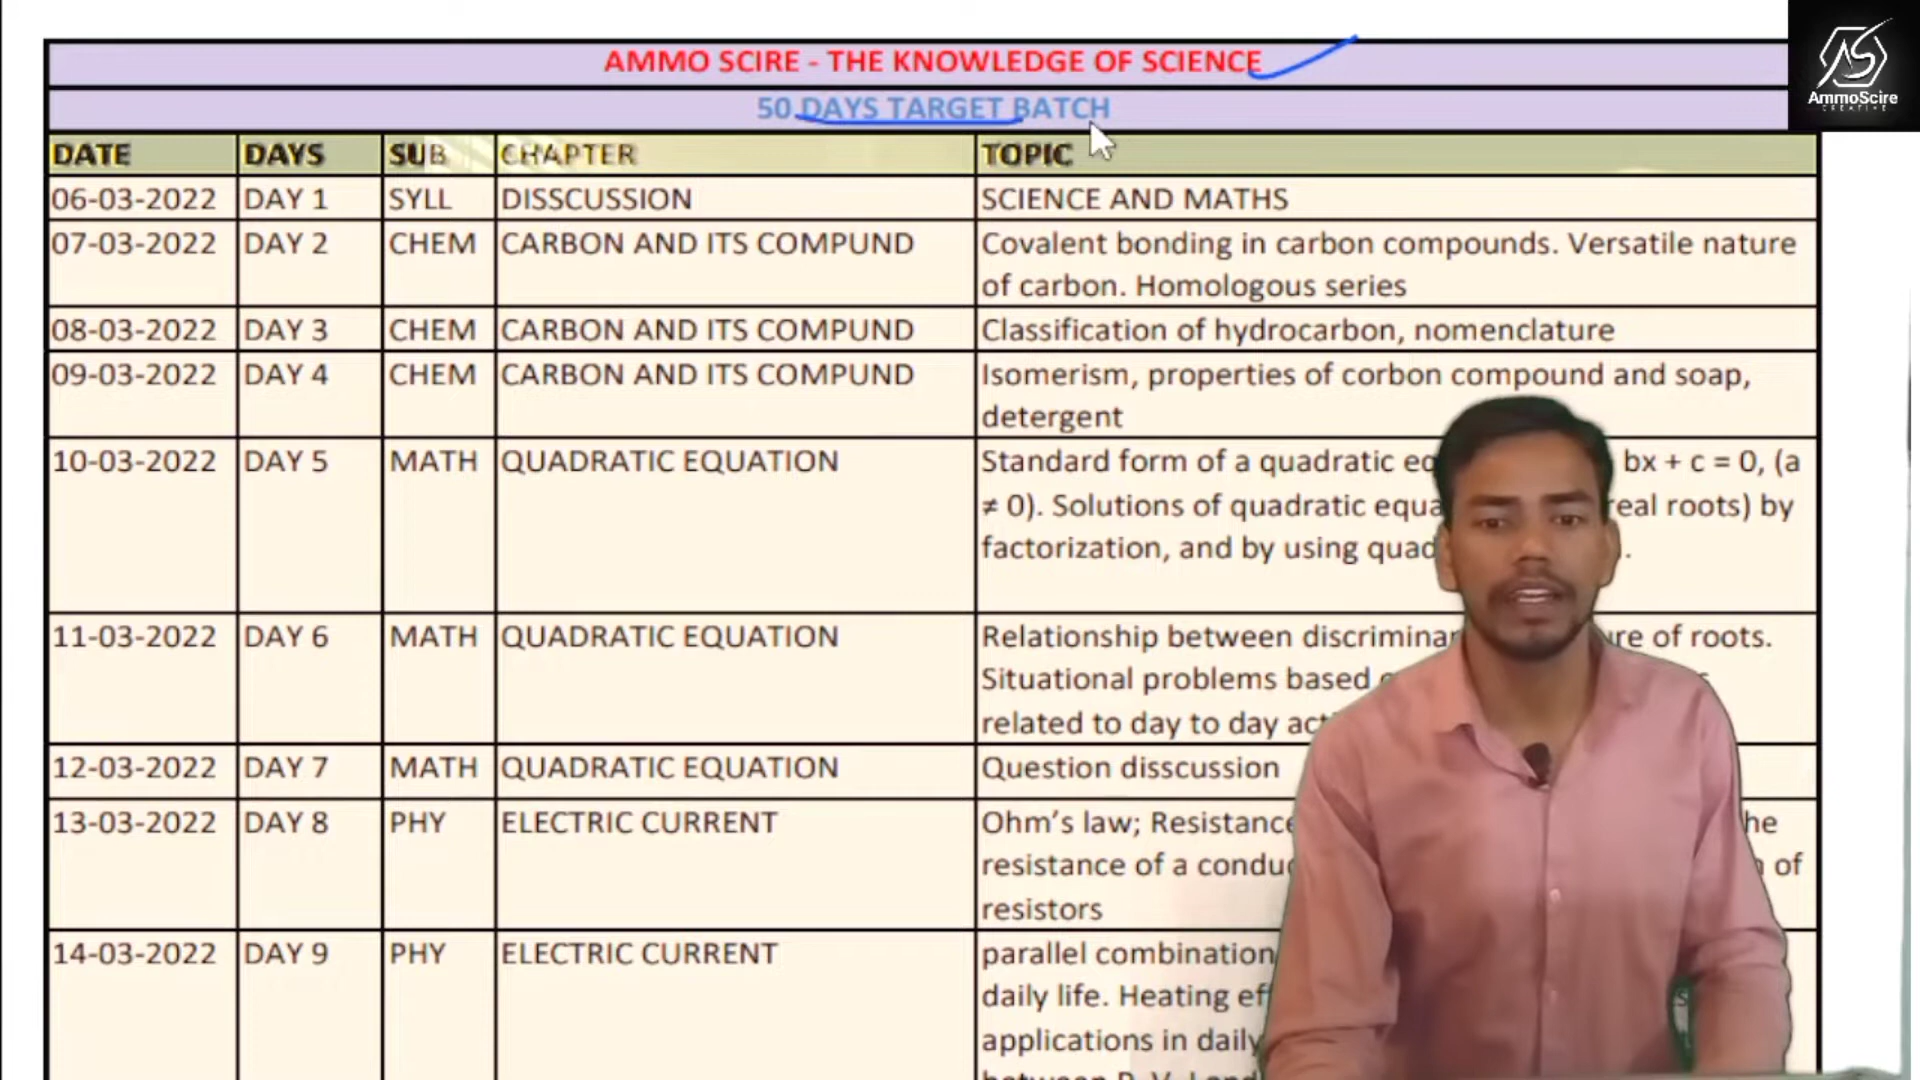 AMMO SCIRE - THE KNOWLEDGE OF SCIENCE
AmmoScire
CREATIVE
50 DAYS TARGET BATCH
DATE DAYS SUB CHAPTER TOPIC
06-03-2022 DAY 1 SYLL DISSCUSSION SCIENCE AND MATHS
07-03-2022 DAY 2 CHEM CARBON AND ITS COMPUND Covalent bonding in carbon compounds. Versatile nature
of carbon. Homologous series
08-03-2022 DAY 3 CHEM CARBON AND ITS COMPUND Classification of hydrocarbon, nomenclature
09-03-2022 DAY 4 CHEM CARBON AND ITS COMPUND Isomerism, properties of corbon compound and soap,
detergent
10-03-2022 DAY 5 MATH QUADRATIC EQUATION Standard form of a quadratic bx + c = 0, (a
≠ 0). Solutions of quadratic real roots) by
factorization, and by using
11-03-2022 DAY 6 MATH QUADRATIC EQUATION Relationship between of roots.
Situational problems based
related to day to day
12-03-2022 DAY 7 MATH QUADRATIC EQUATION Question disscussion
13-03-2022 DAY 8 PHY ELECTRIC CURRENT Ohm's law; Resistance
resistance of a of
resistors
14-03-2022 DAY 9 PHY ELECTRIC CURRENT parallel combination
daily life. Heating
applications in daily